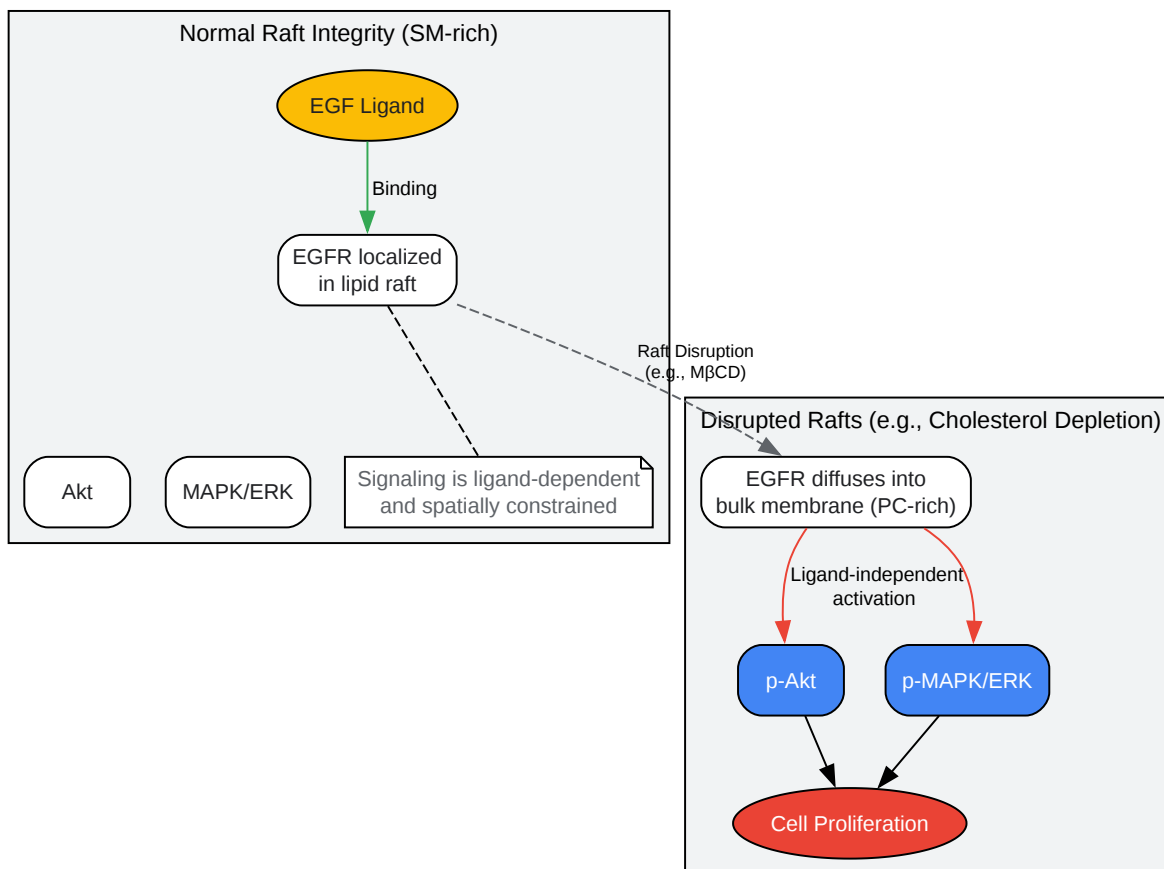 Normal Raft Integrity (SM-rich)
EGF Ligand
Binding
EGFR localized
in lipid raft
Raft Disruption
(e.g., MβCD)
Akt
MAPK/ERK
Signaling is ligand-dependent
and spatially constrained
Disrupted Rafts (e.g., Cholesterol Depletion)
EGFR diffuses into
bulk membrane (PC-rich)
Ligand-independent
activation
p-Akt
p-MAPK/ERK
Cell Proliferation